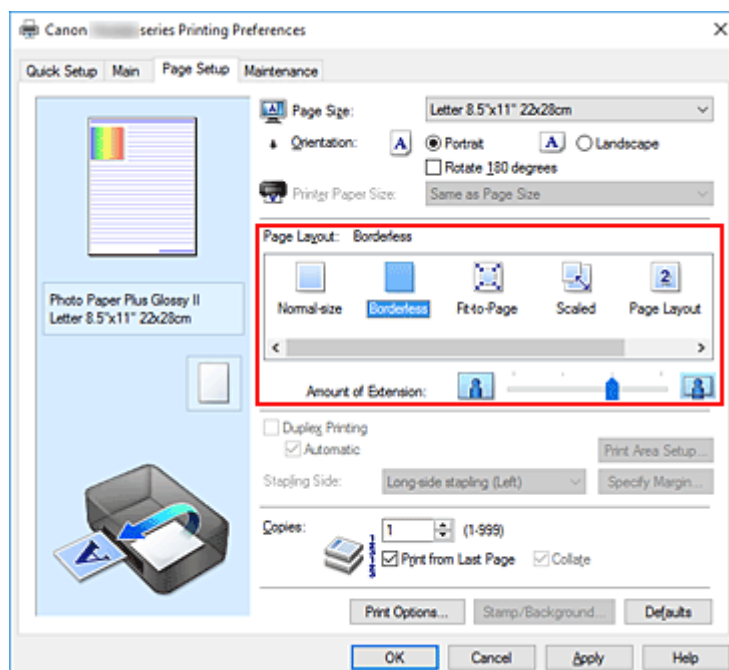 Canon series Printing Preferences
Quick Setup Main Page Setup Maintenance
Page Size: Letter 8.5"x11" 22x28cm
Orientation: A Portrait A Landscape
Rotate 180 degrees
Printer Paper Size: Same as Page Size
Page Layout: Borderless
2
Normal-size Borderless Fit-to-Page Scaled Page Layout
Photo Paper Plus Glossy II
Letter 8.5"x11" 22x28cm
Amount of Extension:
Duplex Printing
Automatic Print Area Setup...
Stapling Side: Long-side stapling (Left) Specify Margin...
Copies: 1 (1-999)
Print from Last Page Collate
A
Print Options... Stamp/Background... Defaults
OK Cancel Apply Help